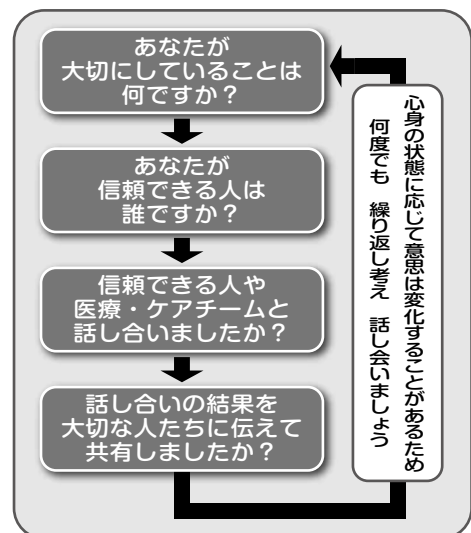 あなたが
大切にしていることは
何ですか？
あなたが
信頼できる人は
誰ですか？
信頼できる人や
医療・ケアチームと
話し合いましたか？
話し合いの結果を
大切な人たちに伝えて
共有しましたか？
心身の状態に応じて意思は変化することがあるため
何度でも　繰り返し考え　話し会いましょう